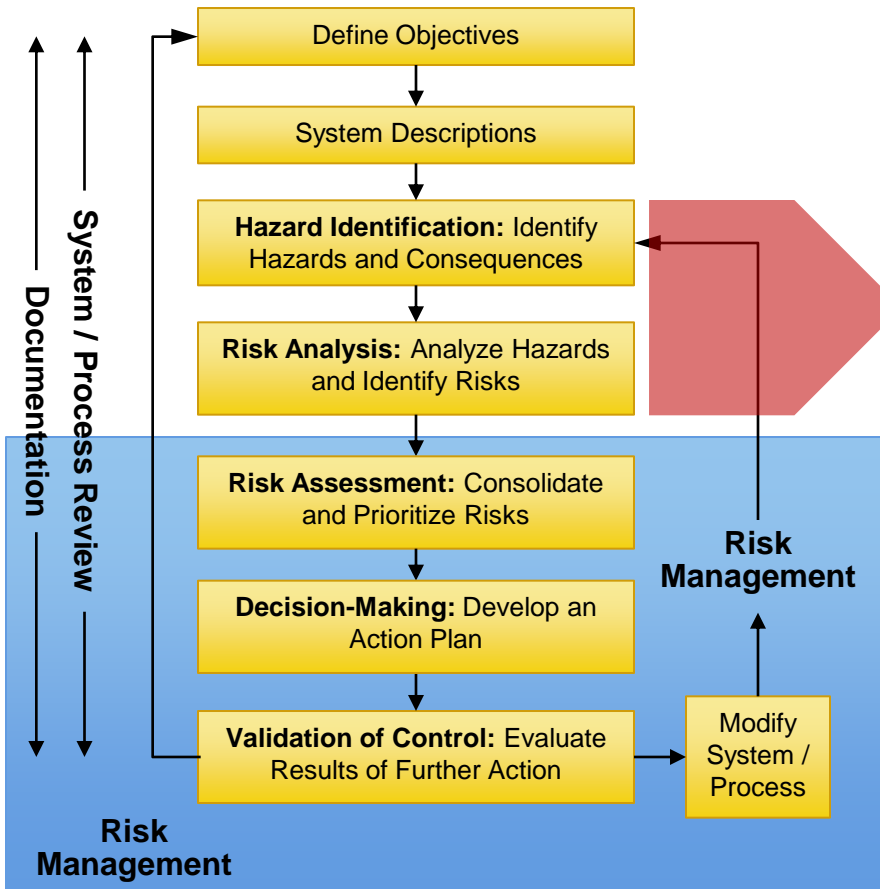 Define Objectives
System Descriptions
Hazard Identification: Identify
Hazards and Consequences
Risk Analysis: Analyze Hazards
and Identify Risks
Risk Assessment: Consolidate
and Prioritize Risks
Decision-Making: Develop an
Action Plan
Validation of Control: Evaluate
Results of Further Action
Modify
System /
Process
Risk
Management
Risk
Management
System / Process Review
Documentation